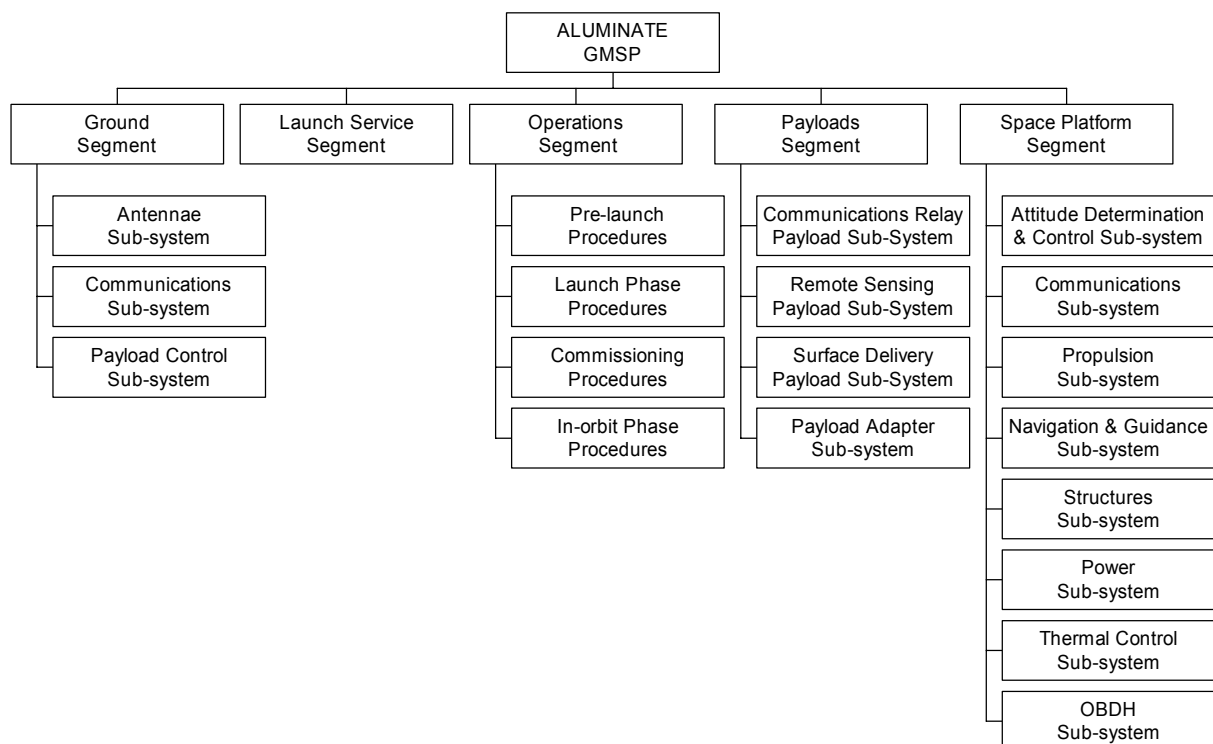 ALUMINATE
GMSP
Ground
Segment
Launch Service
Segment
Operations
Segment
Payloads
Segment
Space Platform
Segment
Antennae
Sub-system
Communications
Sub-system
Payload Control
Sub-system
Pre-launch
Procedures
Launch Phase
Procedures
Commissioning
Procedures
In-orbit Phase
Procedures
Communications Relay
Payload Sub-System
Remote Sensing
Payload Sub-System
Surface Delivery
Payload Sub-System
Payload Adapter
Sub-system
Attitude Determination
& Control Sub-system
Communications
Sub-system
Propulsion
Sub-system
Navigation & Guidance
Sub-system
Structures
Sub-system
Power
Sub-system
Thermal Control
Sub-system
OBDH
Sub-system